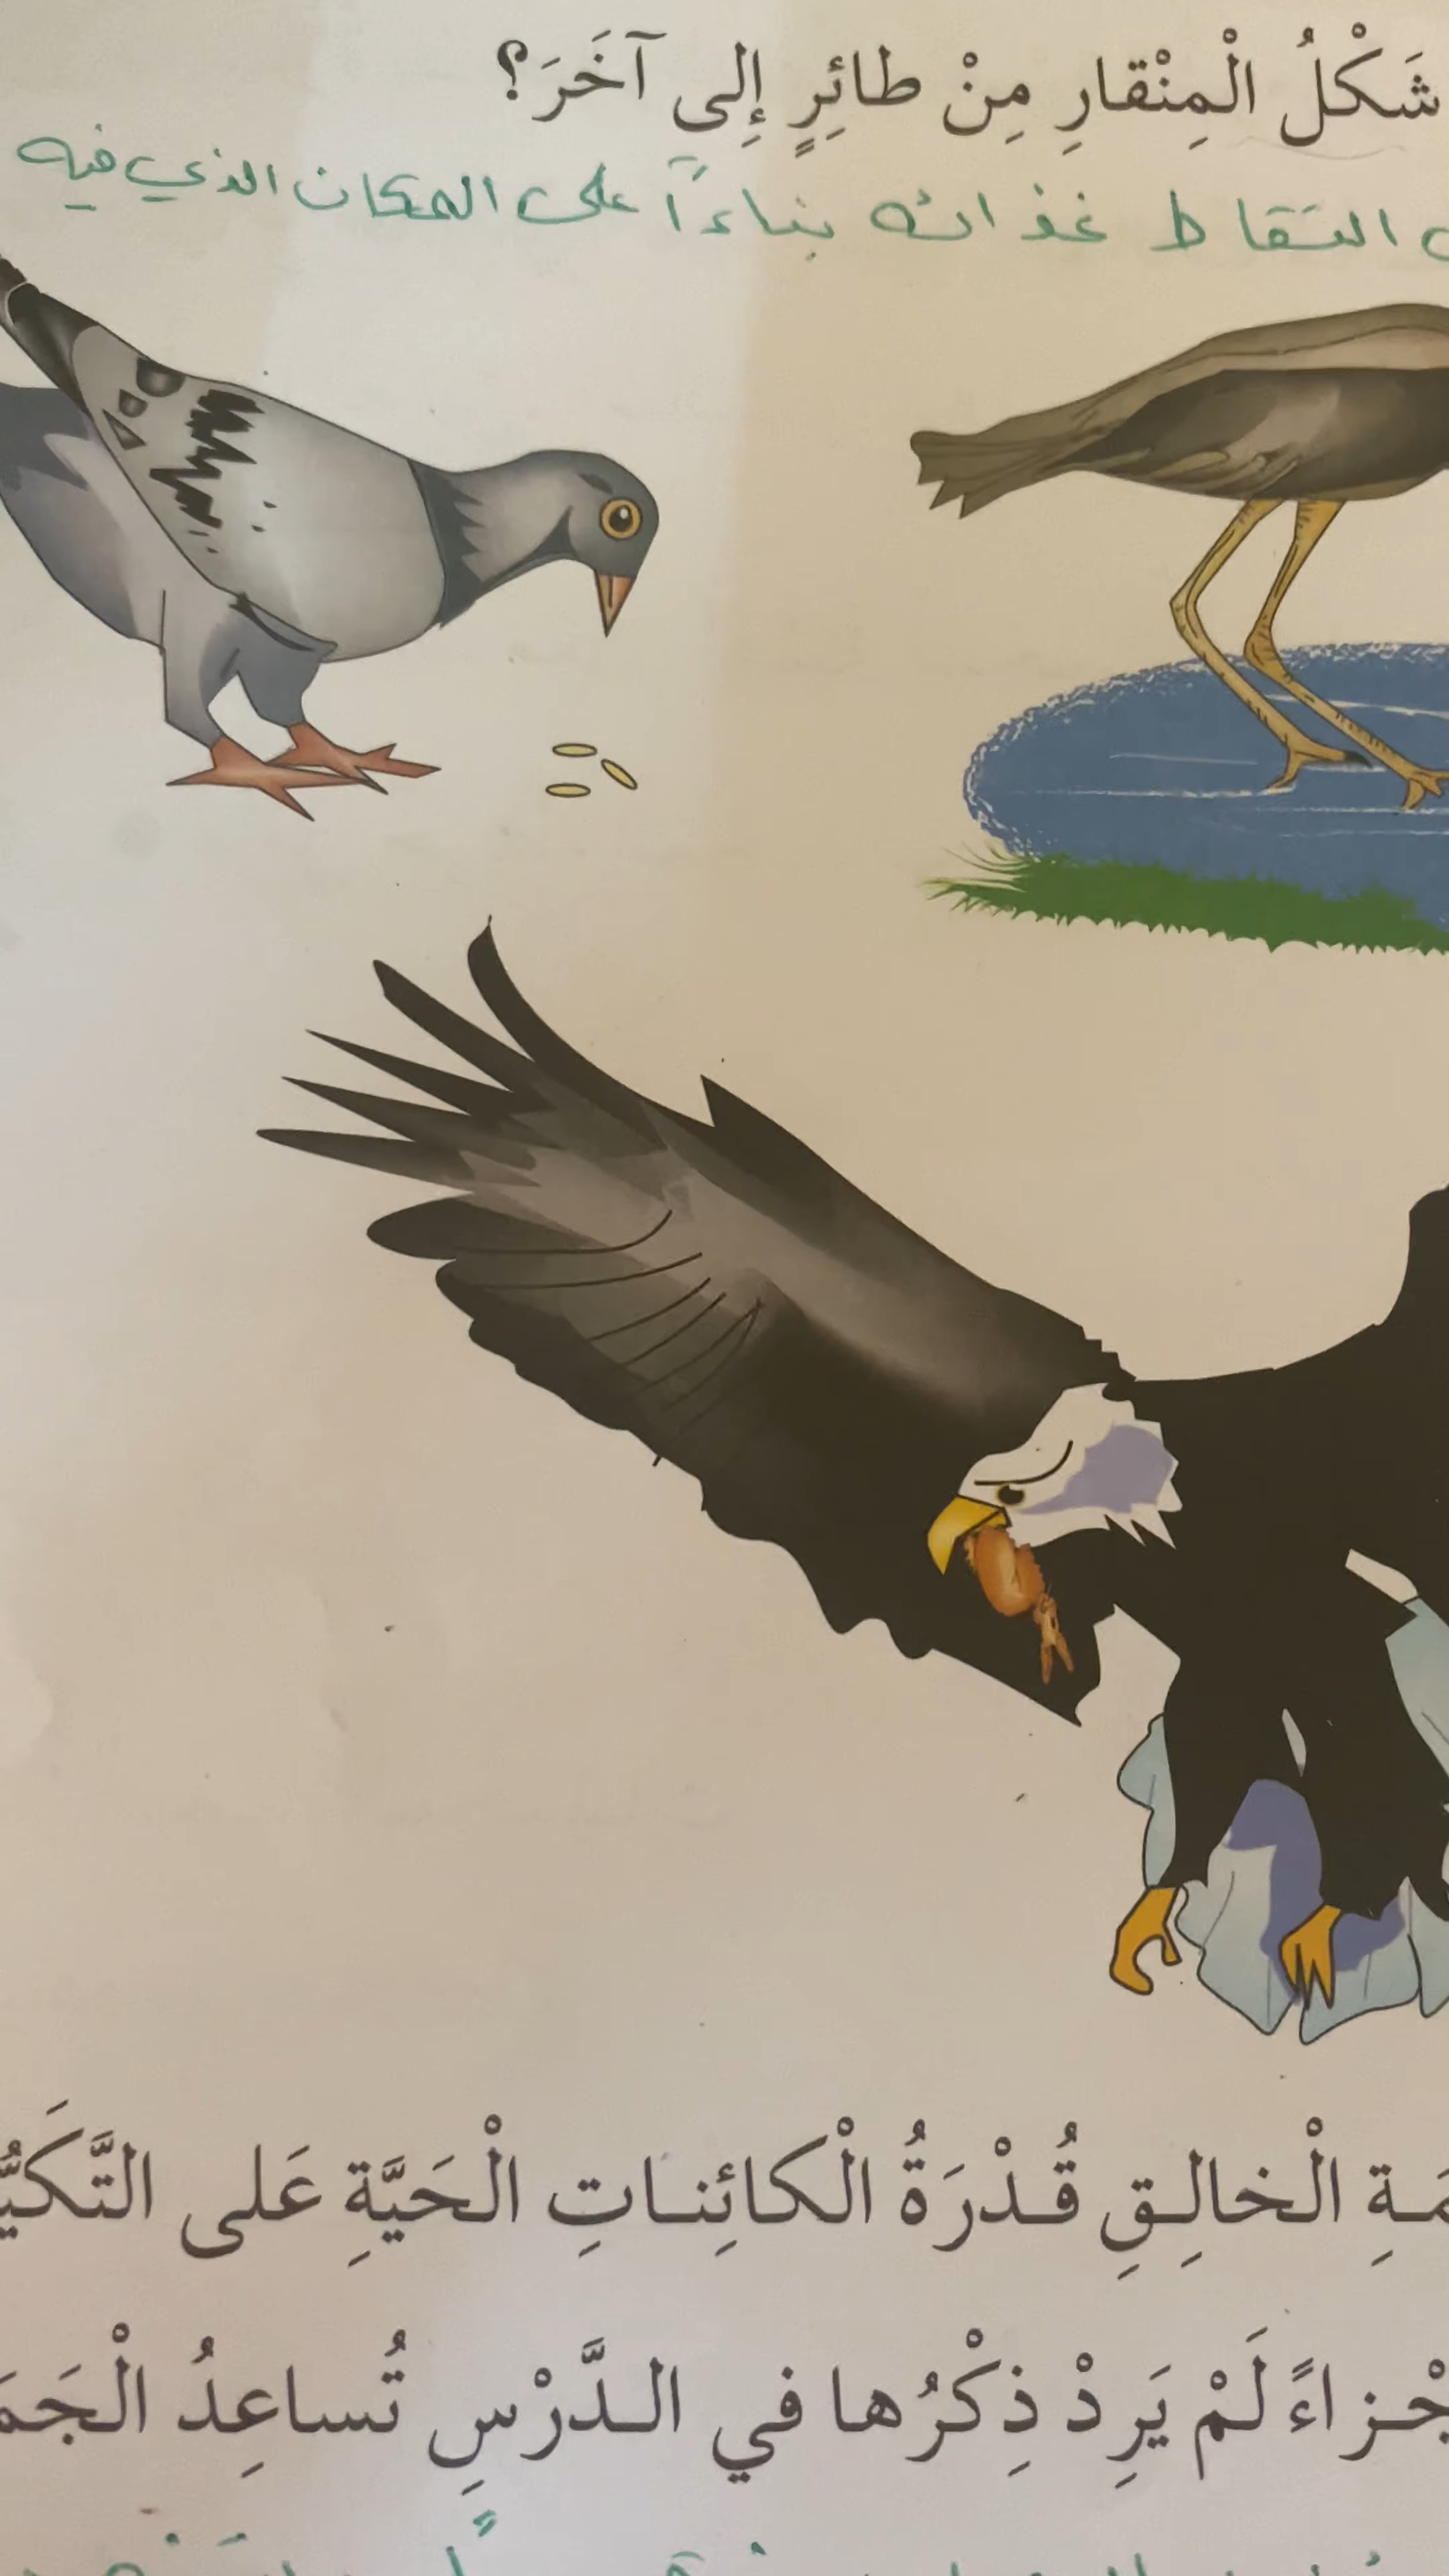 شَكْلُ الْمِنْقارِ مِنْ طائِرٍ إِلى آخَرَ؟
التقاط غذائه بناءاً على المكان الذي فيه
الْخالِقِ قُدْرَةُ الْكائِناتِ الْحَيَّةِ عَلى
لَمْ يَرِدْ ذِكْرُها في الدَّرْسِ تُساعِدُ